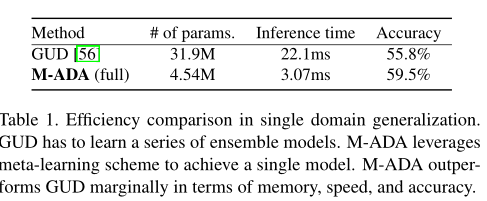 Method # of params. Inference time Accuracy
GUD [56] 31.9M 22.1ms 55.8%
M-ADA (full) 4.54M 3.07ms 59.5%
Table 1. Efficiency comparison in single domain generalization.
GUD has to learn a series of ensemble models. M-ADA leverages
meta-learning scheme to achieve a single model. M-ADA outper-
forms GUD marginally in terms of memory, speed, and accuracy.